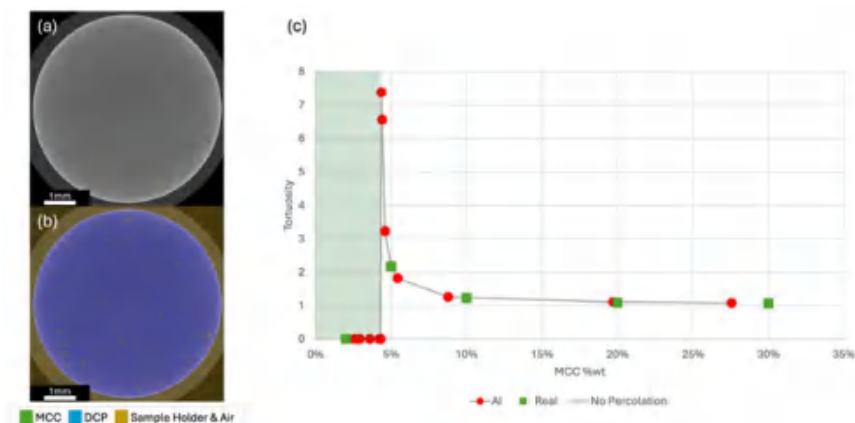 (a)
1mm
(b)
1mm
MCC DCP Sample Holder & Air
(c)
8
7
6
5
4
3
2
1
0
Tortuosity
0% 5% 10% 15% 20% 25% 30% 35%
MCC %wt
AI Real No Percolation